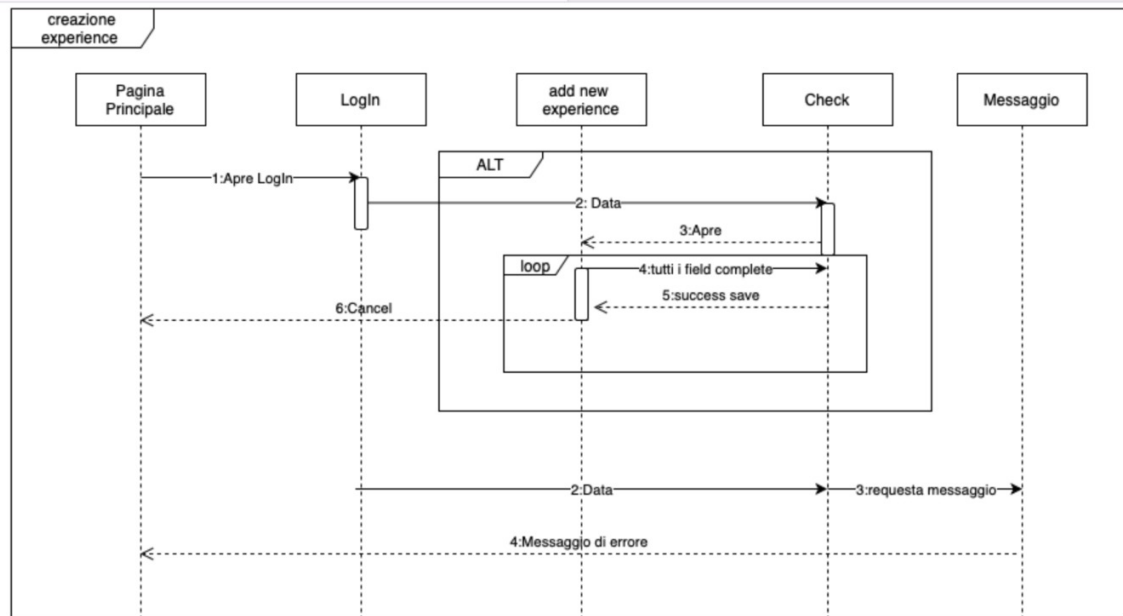 creazione
experience
Pagina
Principale
LogIn
add new
experience
Check
Messaggio
ALT
1:Apre LogIn
2: Data
3:Apre
loop
4:tutti i field complete
5:success save
6:Cancel
2:Data
3:requesta messaggio
4:Messaggio di errore